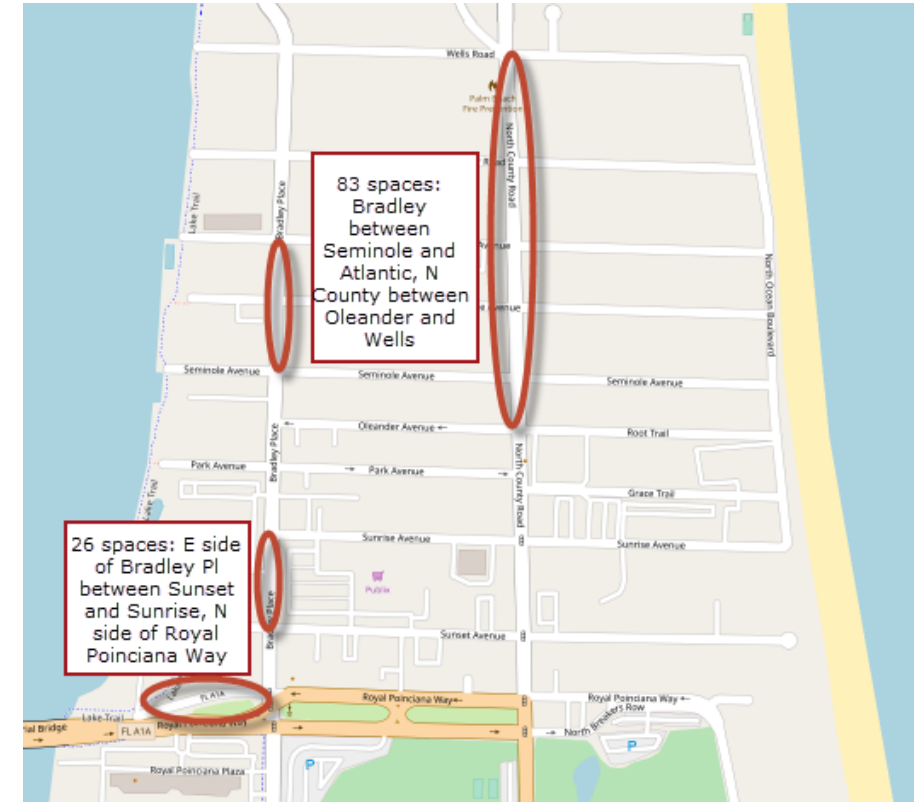 Wells Road
Palm Beach
Fire Prevention
North County Road
Road
83 spaces:
Bradley
between
Seminole and
Atlantic, N
County between
Oleander and
Wells
Lake Trail
Bradley Place
Avenue
North Ocean Boulevard
Avenue
Seminole Avenue
Seminole Avenue
Seminole Avenue
Oleander Avenue
Root Trail
Bradley Place
Park Avenue
Park Avenue
North County Road
Grace Trail
Lake Trail
26 spaces: E side
of Bradley Pl
between Sunset
and Sunrise, N
side of Royal
Poinciana Way
Sunrise Avenue
Sunrise Avenue
Publix
Bradley Place
Sunset Avenue
FL A1A
Royal Poinciana Way
Royal Poinciana Way
Lake Trail
Royal Poinciana Way
North Breakers Row
Bridge
FL A1A
P
P
Royal Poinciana Plaza